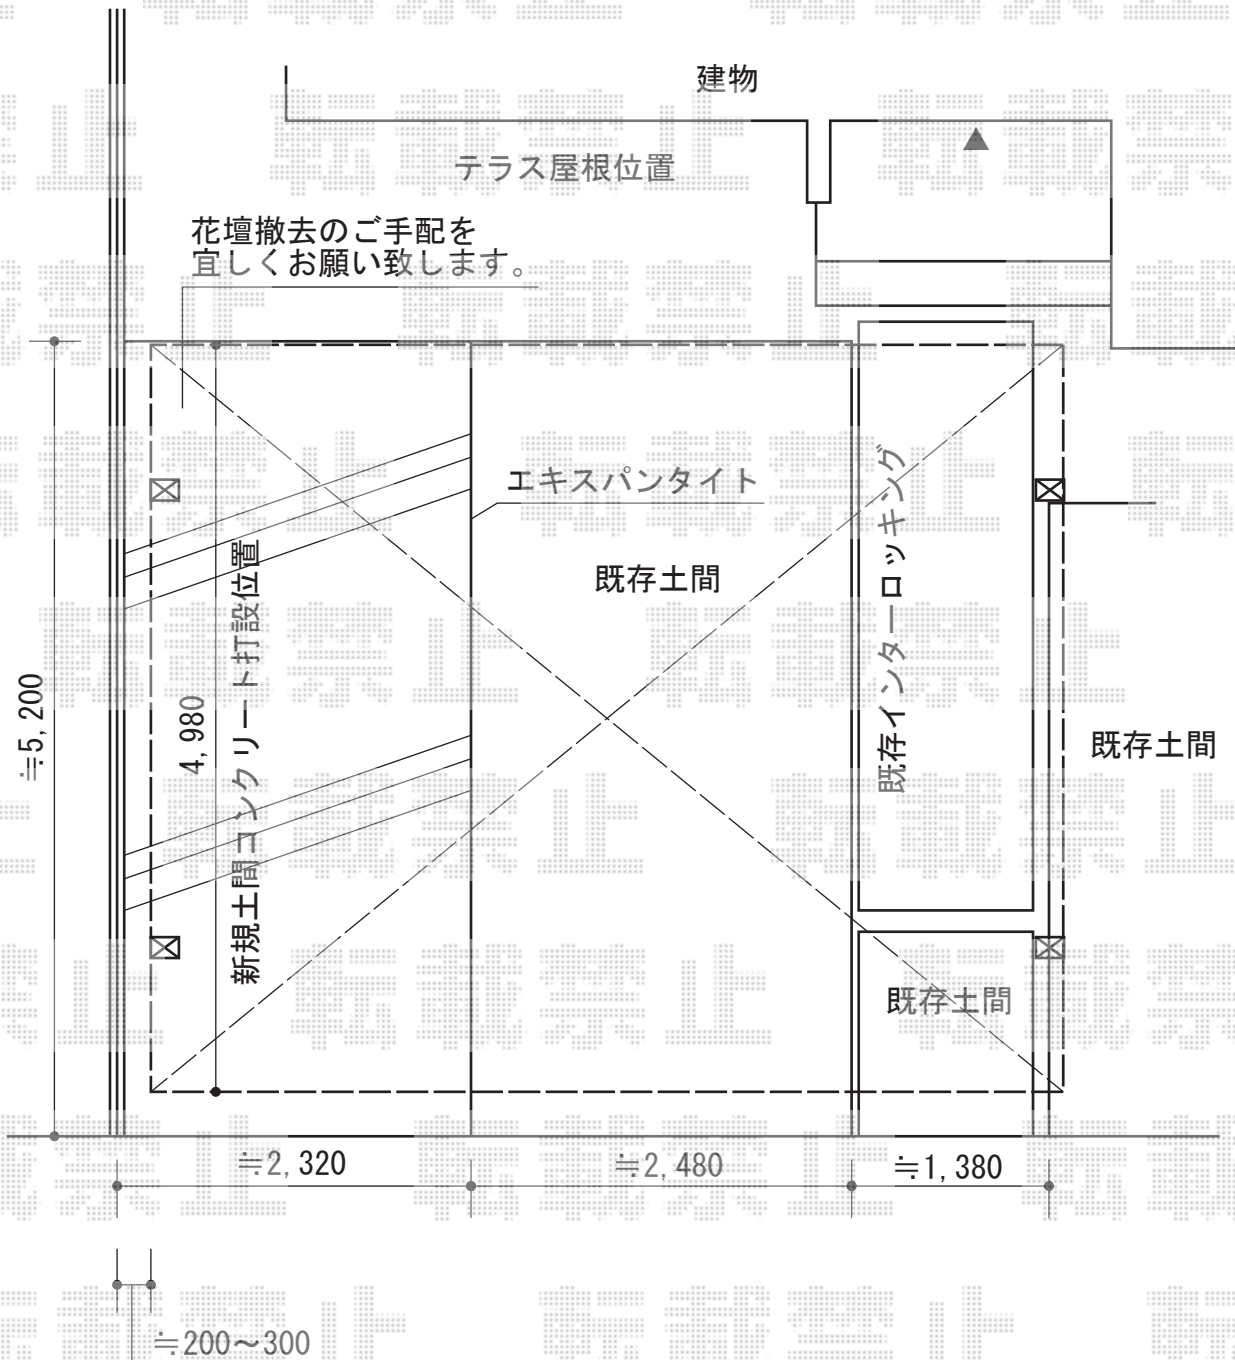 建物
テラス屋根位置
花壇撤去のご手配を
宜しくお願い致します。
エキスパンタイト
既存土間
既存インターロッキング
新規土間コンクリート打設位置
4,980
≒5,200
既存土間
既存土間
≒2,320
≒2,480
≒1,380
≒200〜300
転載禁止